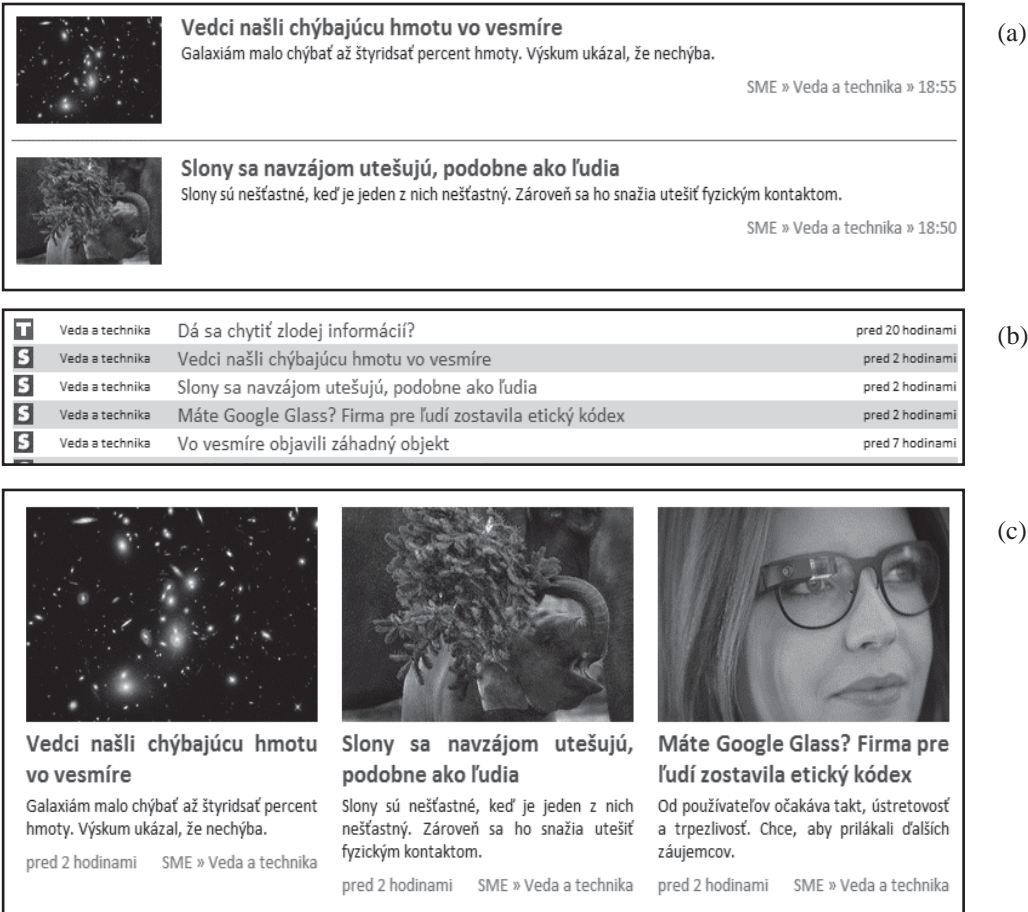 Vedci našli chýbajúcu hmotu vo vesmíre
(a)
Galaxiám malo chýbať až štyridsať percent hmoty. Výskum ukázal, že nechýba.
SME » Veda a technika » 18:55
Slony sa navzájom utešujú, podobne ako ľudia
Slony sú nešťastné, keď je jeden z nich nešťastný. Zároveň sa ho snažia utešiť fyzickým kontaktom.
SME » Veda a technika » 18:50
T Veda a technika Dá sa chytiť zlodej informácií? pred 20 hodinami
(b)
S Veda a technika Vedci našli chýbajúcu hmotu vo vesmíre pred 2 hodinami
S Veda a technika Slony sa navzájom utešujú, podobne ako ľudia pred 2 hodinami
S Veda a technika Máte Google Glass? Firma pre ľudí zostavila etický kódex pred 2 hodinami
S Veda a technika Vo vesmíre objavili záhadný objekt pred 7 hodinami
(c)
Vedci našli chýbajúcu hmotu
vo vesmíre
Galaxiám malo chýbať až štyridsať percent
hmoty. Výskum ukázal, že nechýba.
pred 2 hodinami SME » Veda a technika
Slony sa navzájom utešujú,
podobne ako ľudia
Slony sú nešťastné, keď je jeden z nich
nešťastný. Zároveň sa ho snažia utešiť
fyzickým kontaktom.
pred 2 hodinami SME » Veda a technika
Máte Google Glass? Firma pre
ľudí zostavila etický kódex
Od používateľov očakáva takt, ústretovosť
a trpezlivosť. Chce, aby prilákali ďalších
záujemcov.
pred 2 hodinami SME » Veda a technika